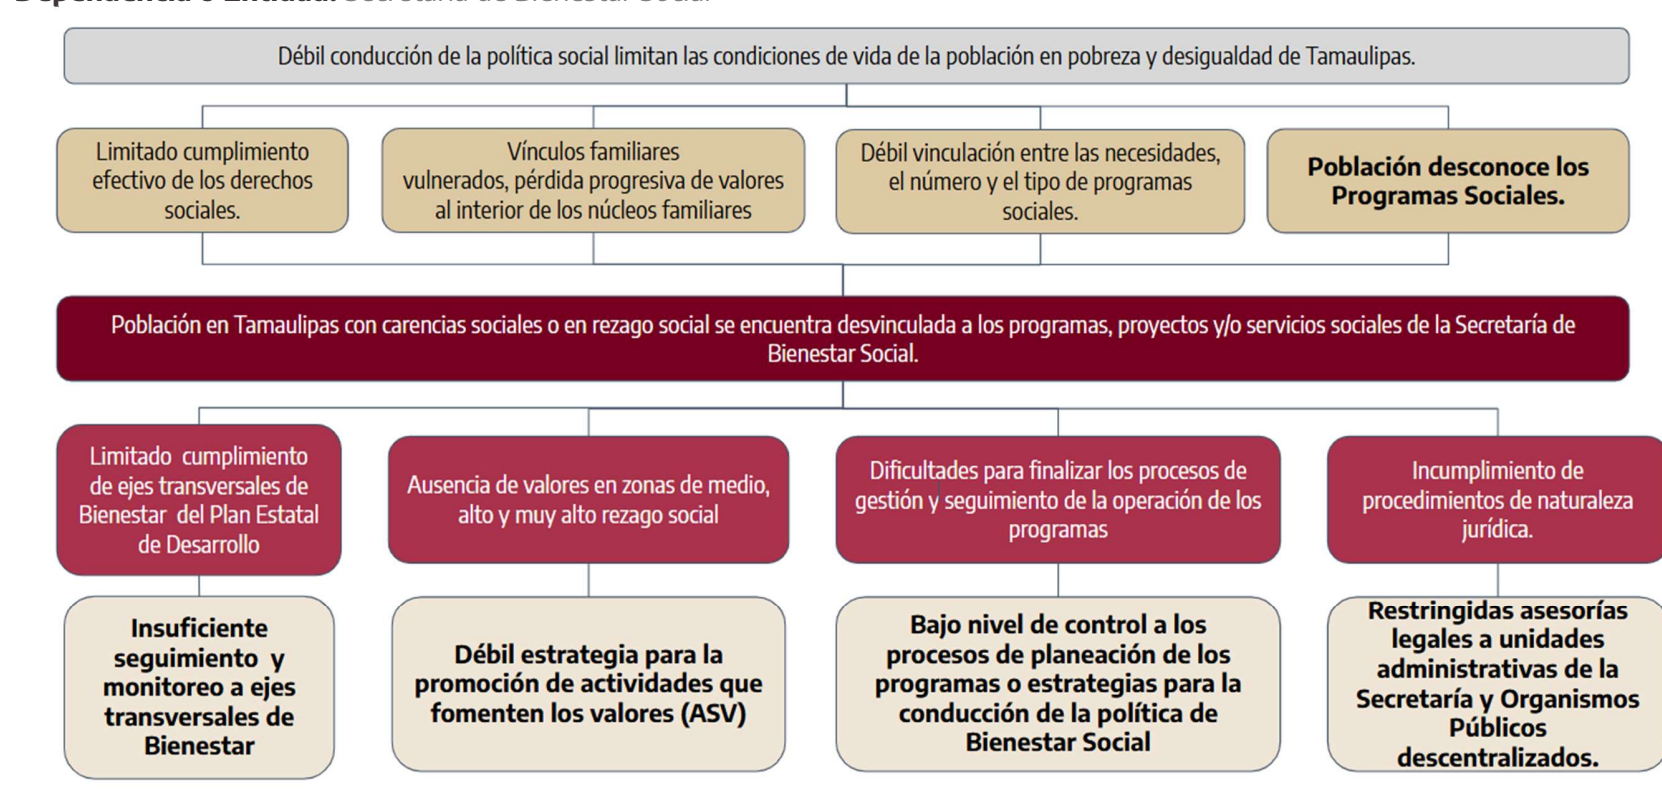 Dependencia o Entidad: Secretaría de Bienestar Social
Débil conducción de la política social limitan las condiciones de vida de la población en pobreza y desigualdad de Tamaulipas.
Limitado cumplimiento
efectivo de los derechos
sociales.
Vínculos familiares
vulnerados, pérdida progresiva de valores
al interior de los núcleos familiares
Débil vinculación entre las necesidades,
el número y el tipo de programas
sociales.
Población desconoce los
Programas Sociales.
Población en Tamaulipas con carencias sociales o en rezago social se encuentra desvinculada a los programas, proyectos y/o servicios sociales de la Secretaría de
Bienestar Social.
Limitado cumplimiento
de ejes transversales de
Bienestar del Plan Estatal
de Desarrollo
Ausencia de valores en zonas de medio,
alto y muy alto rezago social
Dificultades para finalizar los procesos de
gestión y seguimiento de la operación de los
programas
Incumplimiento de
procedimientos de naturaleza
jurídica.
Insuficiente
seguimiento y
monitoreo a ejes
transversales de
Bienestar
Débil estrategia para la
promoción de actividades que
fomenten los valores (ASV)
Bajo nivel de control a los
procesos de planeación de los
programas o estrategias para la
conducción de la política de
Bienestar Social
Restringidas asesorías
legales a unidades
administrativas de la
Secretaría y Organismos
Públicos
descentralizados.